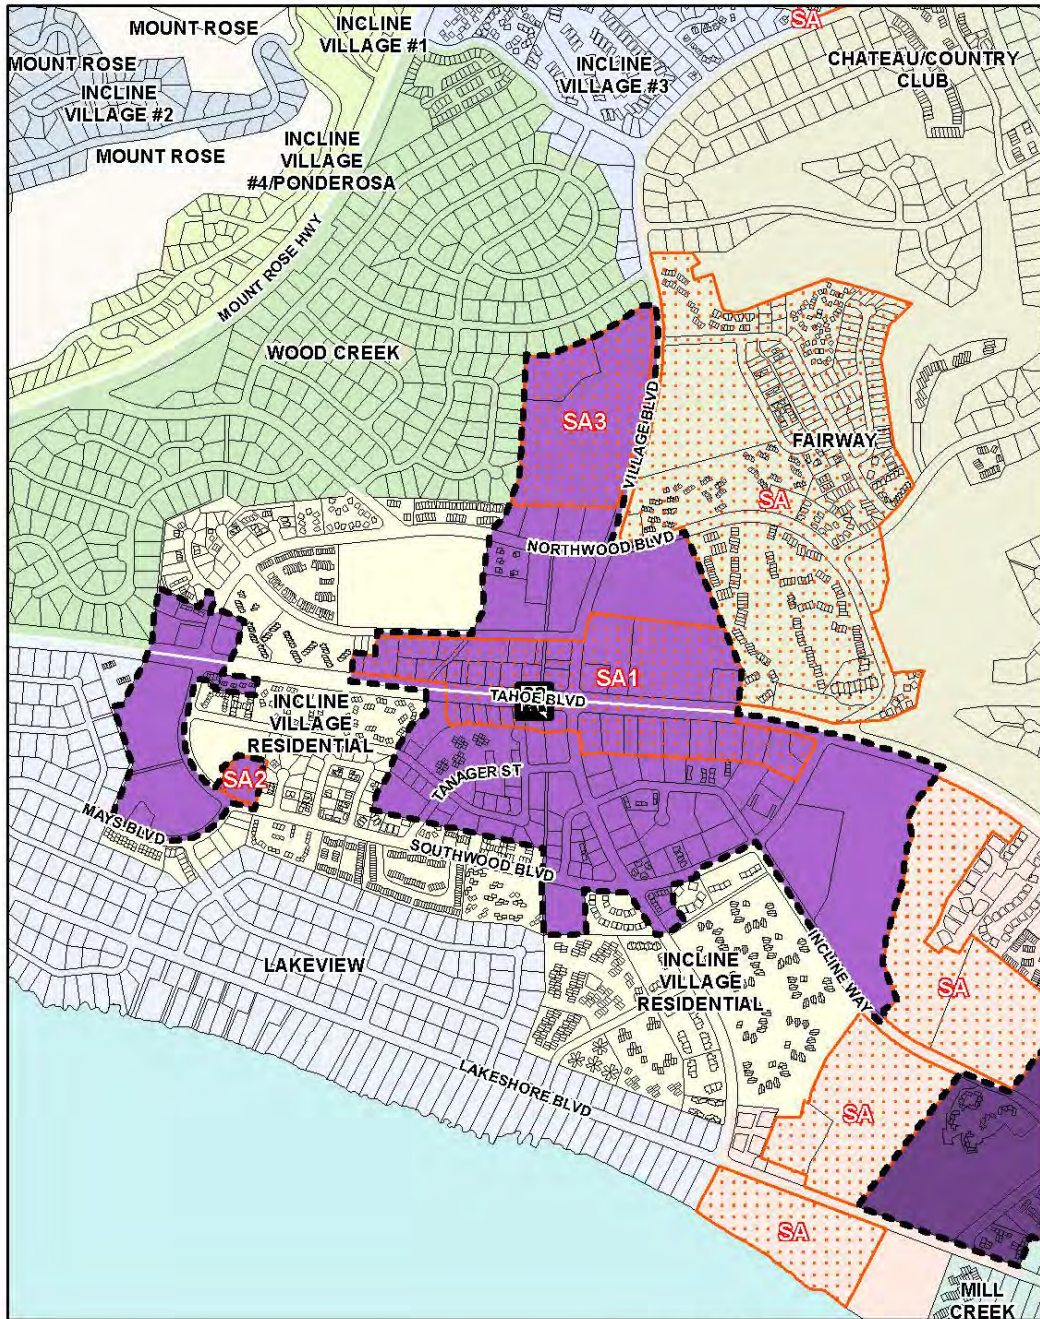 SA
MOUNT ROSE
INCLINE
VILLAGE #1
MOUNT ROSE
INCLINE
VILLAGE #2
INCLINE
VILLAGE #3
CHATEAU/COUNTRY
CLUB
MOUNT ROSE
INCLINE
VILLAGE
#4/PONDEROSA
MOUNT ROSE HWY
WOOD CREEK
SA3
VILLAGE BLVD
FAIRWAY
SA
NORTHWOOD BLVD
SA1
TAHOE BLVD
INCLINE
VILLAGE
RESIDENTIAL
SA2
TANAGER ST
MAYS BLVD
SOUTHWOOD BLVD
LAKEVIEW
INCLINE
VILLAGE
RESIDENTIAL
INCLINE WAY
SA
LAKESHORE BLVD
SA
SA
MILL
CREEK